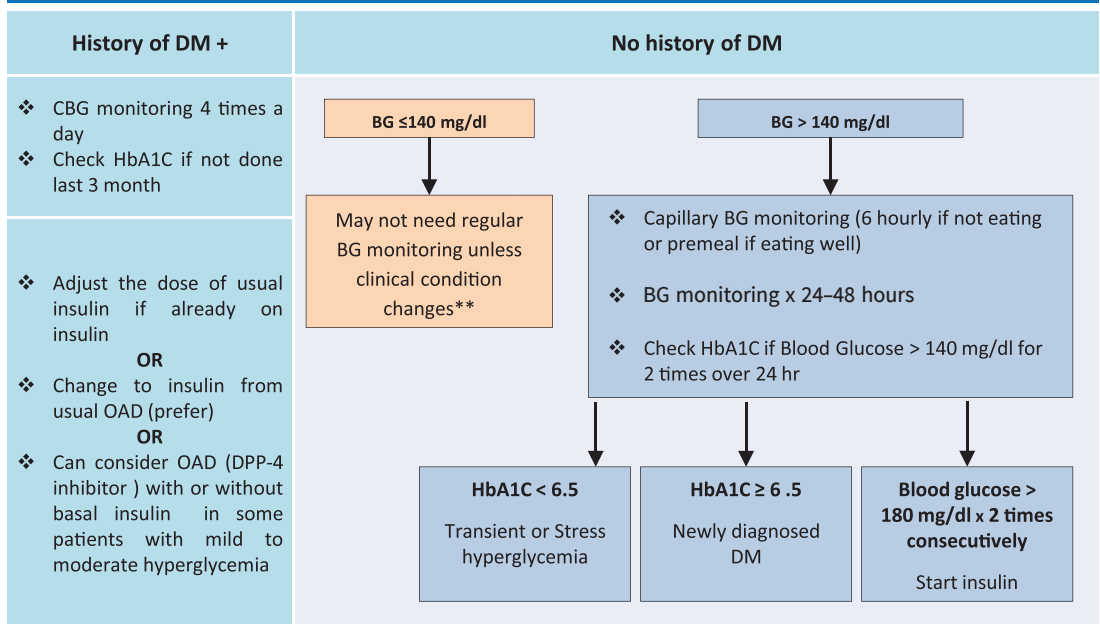 History of DM +
No history of DM
❖ CBG monitoring 4 times a
day
❖ Check HbA1C if not done
last 3 month
❖ Adjust the dose of usual
insulin if already on
insulin
OR
❖ Change to insulin from
usual OAD (prefer)
OR
❖ Can consider OAD (DPP-4
inhibitor ) with or without
basal insulin in some
patients with mild to
moderate hyperglycemia
BG ≤140 mg/dl
May not need regular
BG monitoring unless
clinical condition
changes**
BG > 140 mg/dl
❖ Capillary BG monitoring (6 hourly if not eating
or premeal if eating well)
❖ BG monitoring x 24–48 hours
❖ Check HbA1C if Blood Glucose > 140 mg/dl for
2 times over 24 hr
HbA1C < 6.5
Transient or Stress
hyperglycemia
HbA1C ≥ 6 .5
Newly diagnosed
DM
Blood glucose >
180 mg/dl x 2 times
consecutively
Start insulin